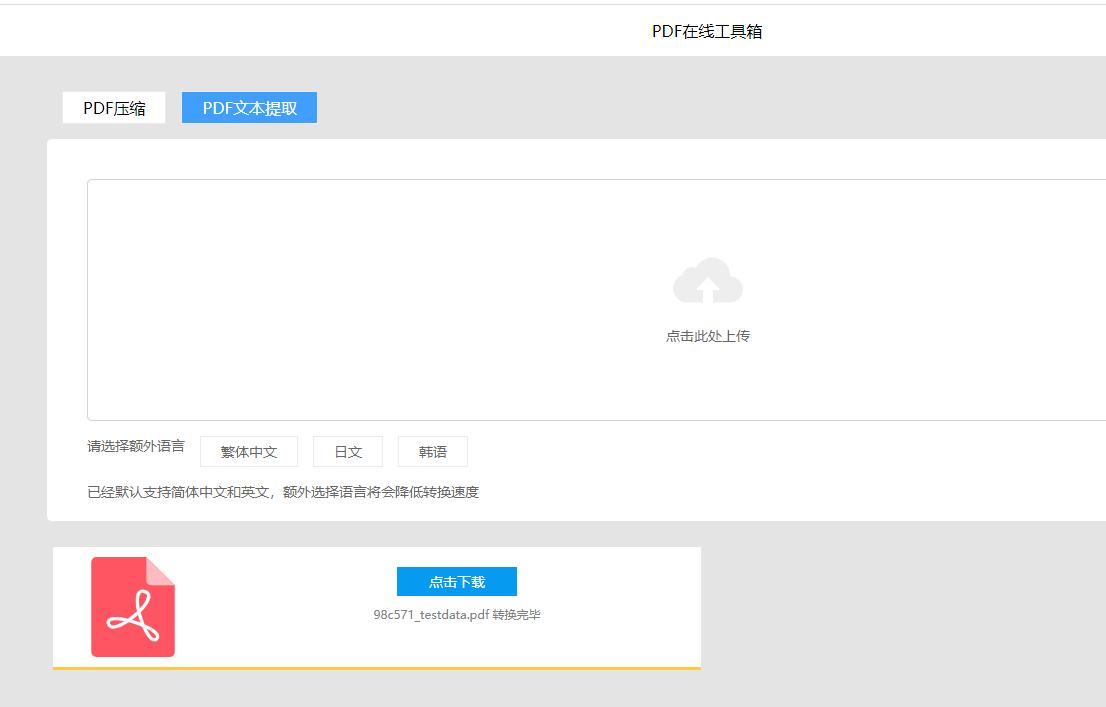 PDF在线工具箱
PDF压缩 PDF文本提取
点击此处上传
请选择额外语言 繁体中文 日文 韩语
已经默认支持简体中文和英文，额外选择语言将会降低转换速度
点击下载
98c571_testdata.pdf 转换完毕